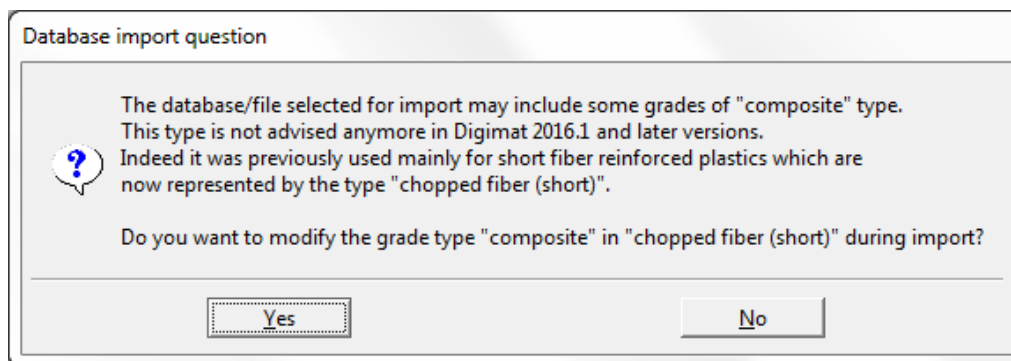 Database import question
The database/file selected for import may include some grades of "composite" type.
This type is not advised anymore in Digimat 2016.1 and later versions.
Indeed it was previously used mainly for short fiber reinforced plastics which are
now represented by the type "chopped fiber (short)".
Do you want to modify the grade type "composite" in "chopped fiber (short)" during import?
Yes
No